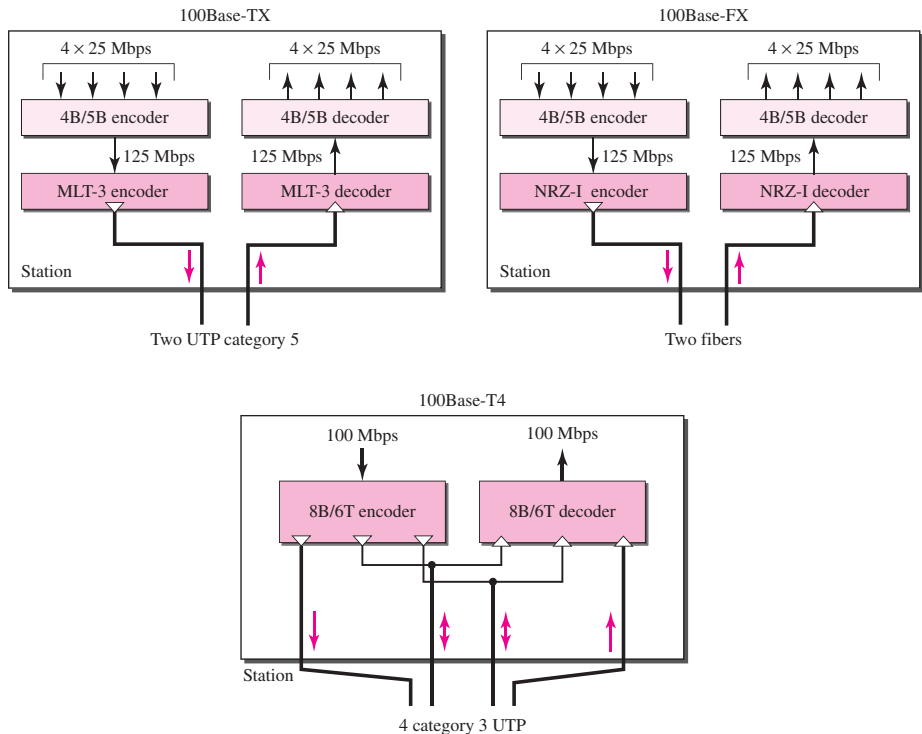 100Base-TX
4 × 25 Mbps
4 × 25 Mbps
4B/5B encoder
4B/5B decoder
125 Mbps
125 Mbps
MLT-3 encoder
MLT-3 decoder
Station
Two UTP category 5
100Base-FX
4 × 25 Mbps
4 × 25 Mbps
4B/5B encoder
4B/5B decoder
125 Mbps
125 Mbps
NRZ-I encoder
NRZ-I decoder
Station
Two fibers
100Base-T4
100 Mbps
100 Mbps
8B/6T encoder
8B/6T decoder
Station
4 category 3 UTP